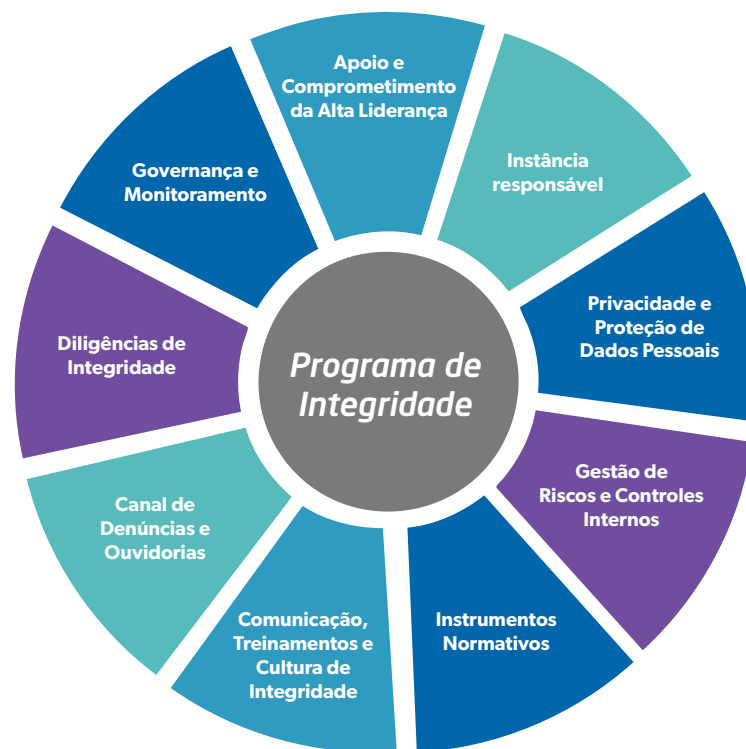 Apoio e
Comprometimento
da Alta Liderança
Instância
responsável
Privacidade e
Proteção de
Dados Pessoais
Gestão de
Riscos e Controles
Internos
Instrumentos
Normativos
Comunicação,
Treinamentos e
Cultura de
Integridade
Canal de
Denúncias e
Ouvidorias
Diligências de
Integridade
Governança e
Monitoramento
Programa de
Integridade